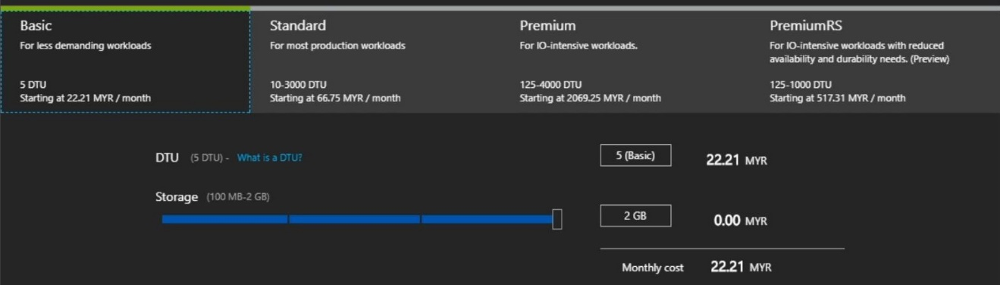 Basic
For less demanding workloads
5 DTU
Starting at 22.21 MYR / month
Standard
For most production workloads
10-3000 DTU
Starting at 66.75 MYR / month
Premium
For IO-intensive workloads.
125-4000 DTU
Starting at 2069.25 MYR / month
PremiumRS
For IO-intensive workloads with reduced
availability and durability needs. (Preview)
125-1000 DTU
Starting at 517.31 MYR / month
DTU (5 DTU) - What is a DTU? 5 (Basic) 22.21 MYR
Storage (100 MB-2 GB)
2 GB 0.00 MYR
Monthly cost 22.21 MYR